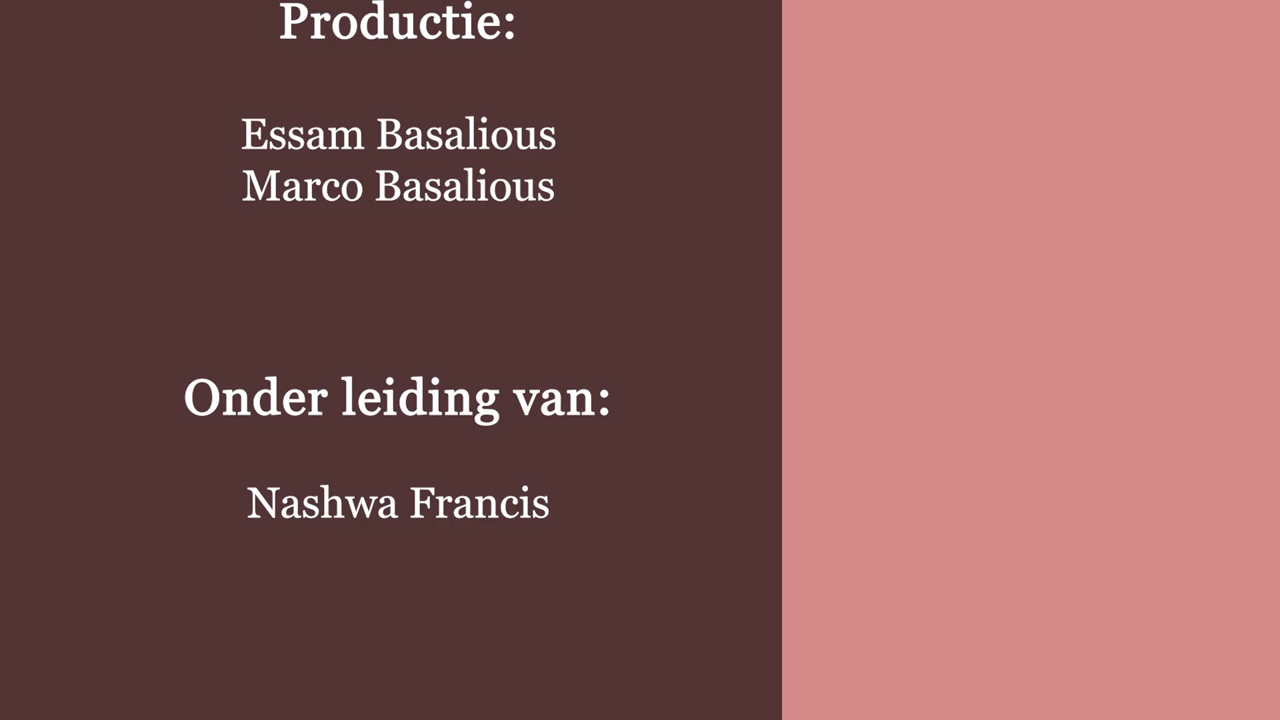 Productie:
Essam Basalious
Marco Basalious
Onder leiding van:
Nashwa Francis